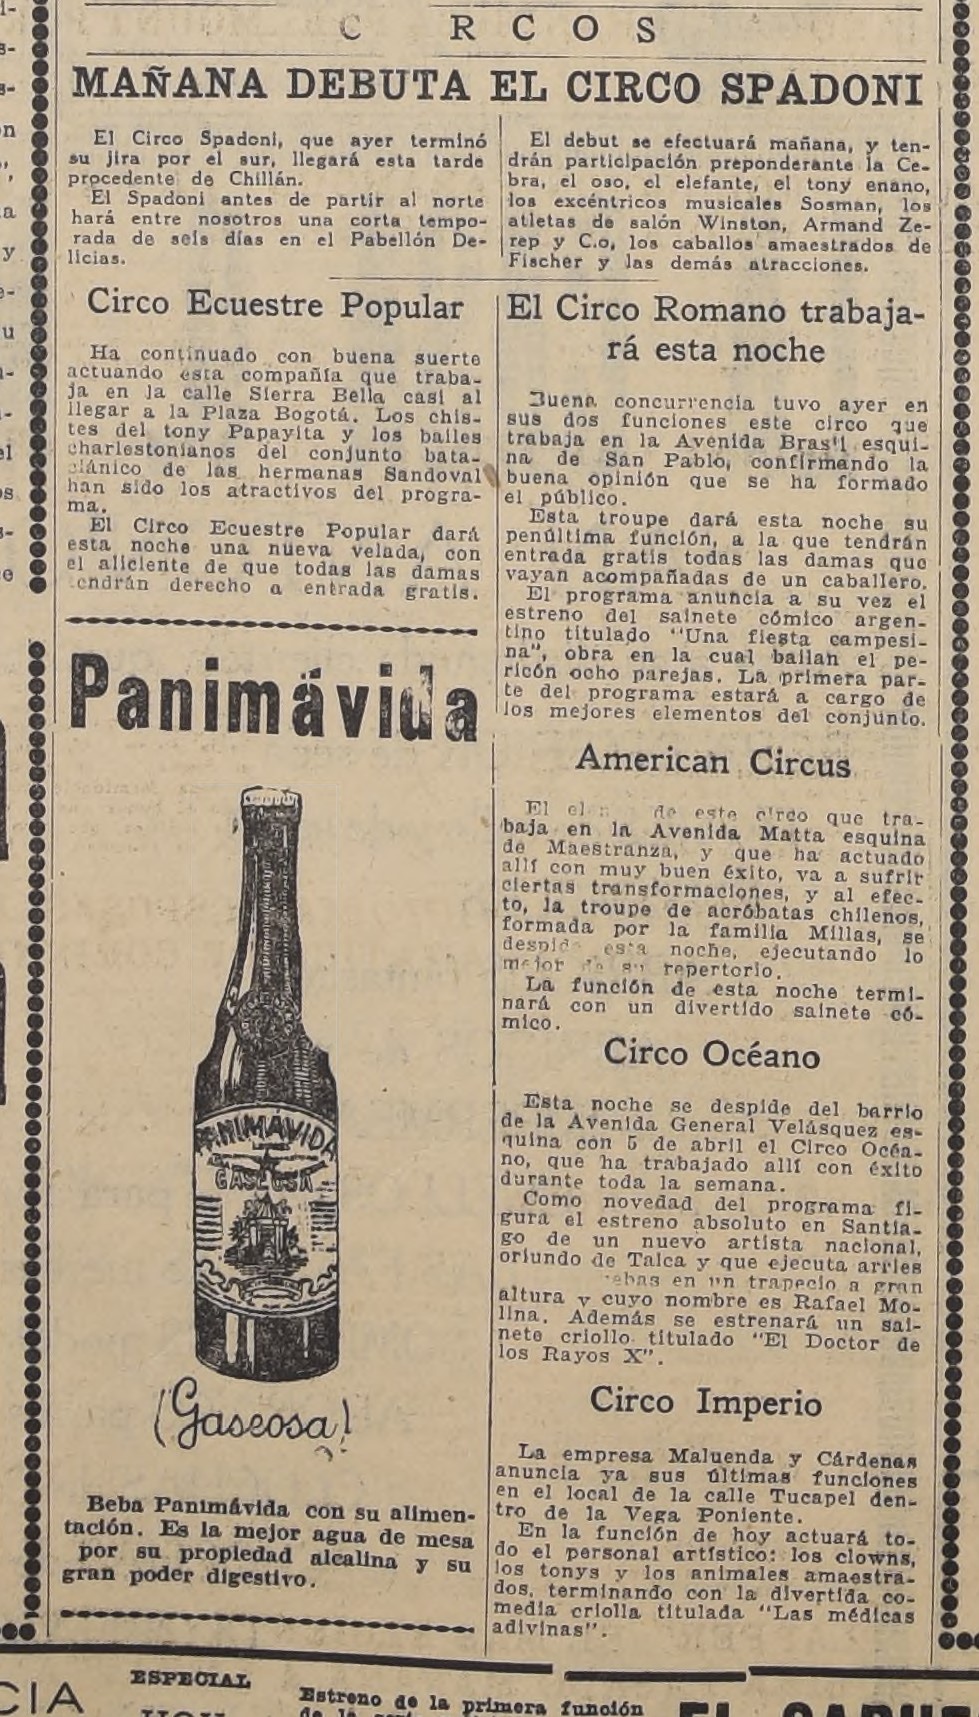 C RCOS
MAÑANA DEBUTA EL CIRCO SPADONI
El Circo Spadoni, que ayer terminó
su jira por el sur, llegará esta tarde
procedente de Chillán.
El Spadoni antes de partir al norte
hará entre nosotros una corta tempo-
rada de seis días en el Pabellón De-
licias.
El debut se efectuará mañana, y ten-
drán participación preponderante la Ce-
bra, el oso, el elefante, el tony enano,
los excéntricos musicales Sosman, los
atletas de salón Winston, Armand Ze-
rep y C.o, los caballos amaestrados de
Fischer y las demás atracciones.
Circo Ecuestre Popular
Ha continuado con buena suerte
actuando esta compañía que traba-
ja en la calle Sierra Bella casi al
llegar a la Plaza Bogotá. Los chis-
tes del tony Papayita y los bailes
charlestonianos del conjunto bata-
clánico de las hermanas Sandoval
han sido los atractivos del progra-
ma.
El Circo Ecuestre Popular dará
esta noche una nueva velada, con
el aliciente de que todas las damas
tendrán derecho a entrada gratis.
Panimávida
PANIMAVIDA
GASEOSA
¡Gaseosa!
Beba Panimávida con su alimen-
tación. Es la mejor agua de mesa
por su propiedad alcalina y su
gran poder digestivo.
El Circo Romano trabaja-
rá esta noche
Buena concurrencia tuvo ayer en
sus dos funciones este circo que
trabaja en la Avenida Brasil esqui-
na de San Pablo, confirmando la
buena opinión que se ha formado
el público.
Esta troupe dará esta noche su
penúltima función, a la que tendrán
entrada gratis todas las damas que
vayan acompañadas de un caballero.
El programa anuncia a su vez el
estreno del sainete cómico argen-
tino titulado "Una fiesta campesi-
na", obra en la cual bailan el pe-
ricón ocho parejas. La primera par-
te del programa estará a cargo de
los mejores elementos del conjunto.
American Circus
El de este circo que tra-
baja en la Avenida Matta esquina
de Maestranza, y que ha actuado
allí con muy buen éxito, va a sufrir
ciertas transformaciones, y al efec-
to, la troupe de acróbatas chilenos,
formada por la familia Millas, se
despide esta noche, ejecutando lo
mejor de su repertorio.
La función de esta noche termi-
nará con un divertido sainete có-
mico.
Circo Océano
Esta noche se despide del barrio
de la Avenida General Velásquez es-
quina con 5 de abril el Circo Océa-
no, que ha trabajado allí con éxito
durante toda la semana.
Como novedad del programa fi-
gura el estreno absoluto en Santia-
go de un nuevo artista nacional,
oriundo de Talca y que ejecuta arries
en un trapecio a gran
altura y cuyo nombre es Rafael Mo-
lina. Además se estrenará un sai-
nete criollo titulado "El Doctor de
los Rayos X".
Circo Imperio
La empresa Maluenda y Cárdenas
anuncia ya sus últimas funciones
en el local de la calle Tucapel den-
tro de la Vega Poniente.
En la función de hoy actuará to-
do el personal artístico: los clowns,
los tonys y los animales amaestra-
dos, terminando con la divertida co-
media criolla titulada "Las médicas
adivinas".
CIA
ESPECIAL
Estreno de la primera función